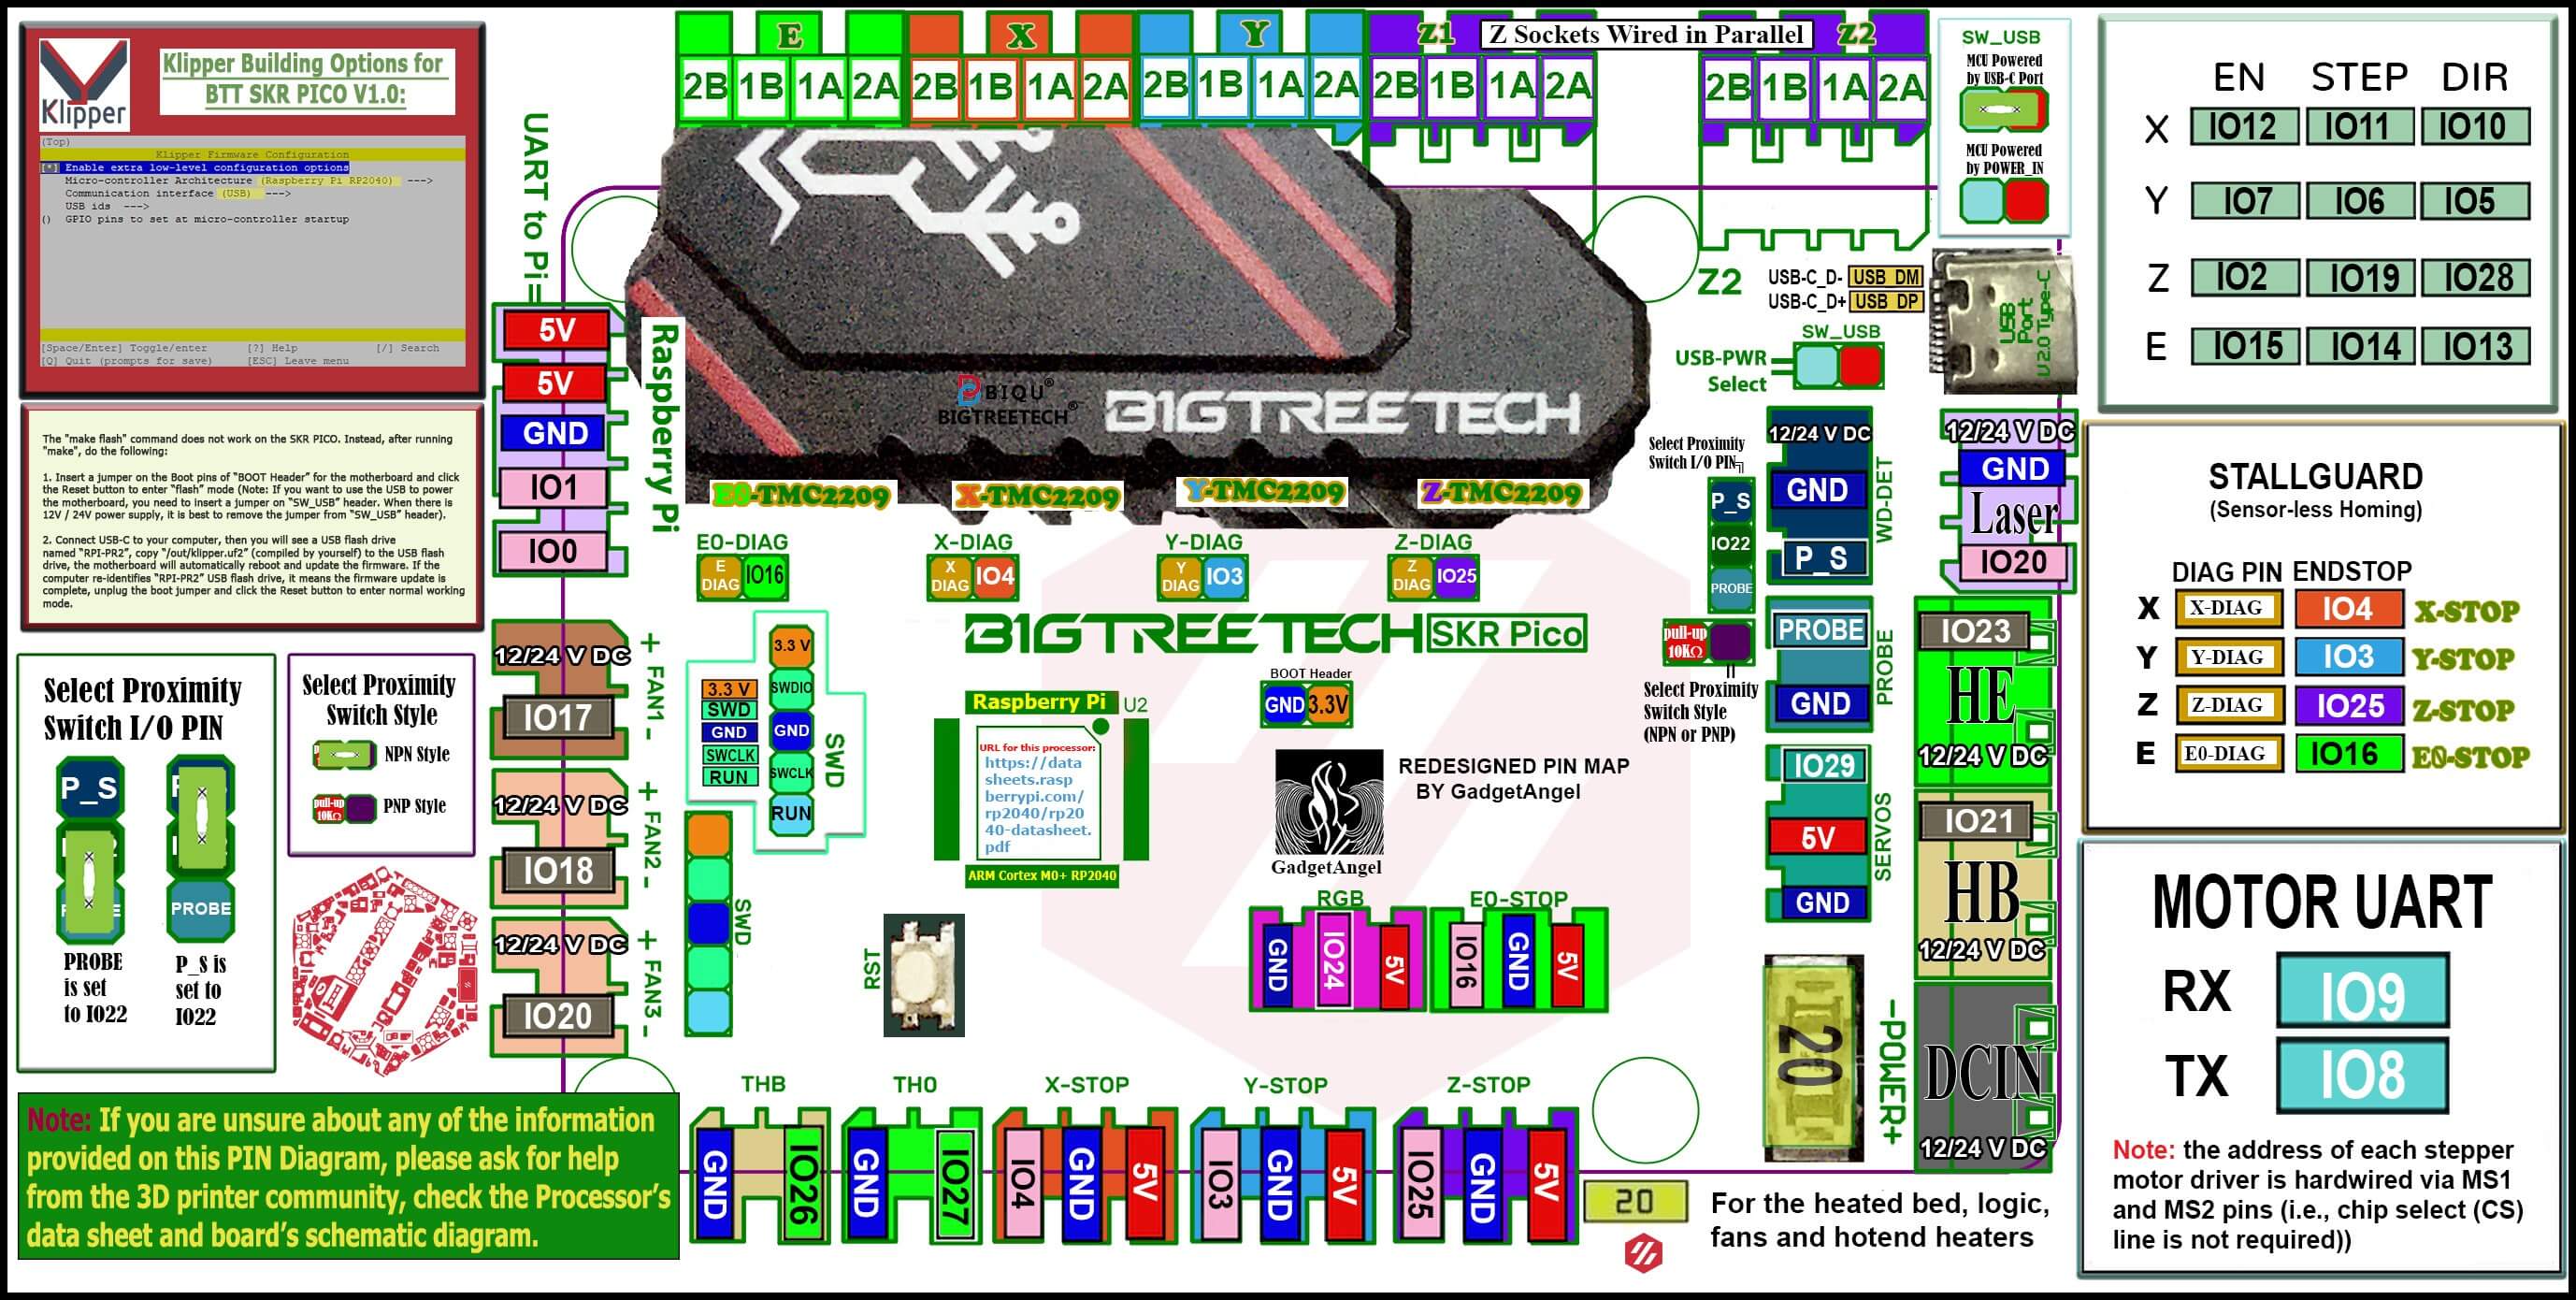 Klipper
Klipper Building Options for
BTT SKR PICO V1.0:
(Top)
Klipper Firmware Configuration
[*] Enable extra low-level configuration options
Micro-controller Architecture (Raspberry Pi RP2040) --->
Communication interface (USB) --->
USB ids --->
() GPIO pins to set at micro-controller startup
[Space/Enter] Toggle/enter [?] Help [/] Search
[Q] Quit (prompts for save) [ESC] Leave menu
The "make flash" command does not work on the SKR PICO. Instead, after running
"make", do the following:
1. Insert a jumper on the Boot pins of "BOOT Header" for the motherboard and click
the Reset button to enter "flash" mode (Note: If you want to use the USB to power
the motherboard, you need to insert a jumper on "SW_USB" header. When there is
12V / 24V power supply, it is best to remove the jumper from "SW_USB" header).
2. Connect USB-C to your computer, then you will see a USB flash drive
named "RPI-PR2", copy "/out/klipper.uf2" (compiled by yourself) to the USB flash
drive, the motherboard will automatically reboot and update the firmware. If the
computer re-identifies "RPI-PR2" USB flash drive, it means the firmware update is
complete, unplug the boot jumper and click the Reset button to enter normal working
mode.
Select Proximity
Switch I/O PIN
P_S
PROBE
PROBE
is set
to IO22
P_S is
set to
IO22
Select Proximity
Switch Style
NPN Style
pull-up
10KΩ
PNP Style
Note: If you are unsure about any of the information
provided on this PIN Diagram, please ask for help
from the 3D printer community, check the Processor's
data sheet and board's schematic diagram.
E X Y Z1 Z Sockets Wired in Parallel Z2
2B 1B 1A 2A 2B 1B 1A 2A 2B 1B 1A 2A 2B 1B 1A 2A 2B 1B 1A 2A
UART to Pi=
Raspberry Pi
5V
5V
GND
IO1
IO0
BIQU®
BIGTREETECH®
BIGTREETECH
E0-TMC2209 X-TMC2209 Y-TMC2209 Z-TMC2209
E0-DIAG X-DIAG Y-DIAG Z-DIAG
E
DIAG
IO16
X
DIAG
IO4
Y
DIAG
IO3
Z
DIAG
IO25
BIGTREETECH SKR Pico
12/24 V DC
IO17
+ FAN1 -
12/24 V DC
IO18
+ FAN2 -
12/24 V DC
IO20
+ FAN3 -
3.3 V
SWD
GND
SWCLK
RUN
3.3 V
SWDIO
GND
SWCLK
RUN
SWD
SWD
Raspberry Pi U2
URL for this processor:
https://data
sheets.rasp
berrypi.com/
rp2040/rp20
40-datasheet.
pdf
ARM Cortex M0+ RP2040
BOOT Header
GND 3.3V
REDESIGNED PIN MAP
BY GadgetAngel
GadgetAngel
RST
RGB
GND IO24 5V
E0-STOP
IO16 GND 5V
THB TH0 X-STOP Y-STOP Z-STOP
GND IO26
GND IO27
IO4 GND 5V
IO3 GND 5V
IO25 GND 5V
SW_USB
MCU Powered
by USB-C Port
MCU Powered
by POWER_IN
Z2
USB-C_D- USB DM
USB-C_D+ USB DP
SW_USB
USB-PWR
Select
USB
Port
V2.0 Type-C
Select Proximity
Switch I/O PIN
P_S
IO22
PROBE
12/24 V DC
GND
P_S
WD-DET
pull-up
10KΩ
Select Proximity
Switch Style
(NPN or PNP)
PROBE
GND
PROBE
IO29
5V
GND
SERVOS
12/24 V DC
GND
Laser
IO20
IO23
HE
12/24 V DC
IO21
HB
12/24 V DC
DCIN
12/24 V DC
20
-POWER+
20
For the heated bed, logic,
fans and hotend heaters
EN STEP DIR
X IO12 IO11 IO10
Y IO7 IO6 IO5
Z IO2 IO19 IO28
E IO15 IO14 IO13
STALLGUARD
(Sensor-less Homing)
DIAG PIN ENDSTOP
X X-DIAG IO4 X-STOP
Y Y-DIAG IO3 Y-STOP
Z Z-DIAG IO25 Z-STOP
E E0-DIAG IO16 E0-STOP
MOTOR UART
RX IO9
TX IO8
Note: the address of each stepper
motor driver is hardwired via MS1
and MS2 pins (i.e., chip select (CS)
line is not required))